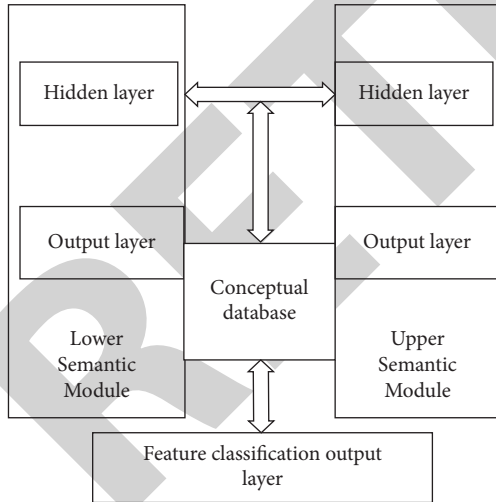 Hidden layer
Hidden layer
Output layer
Output layer
Conceptual
database
Lower
Semantic
Module
Upper
Semantic
Module
Feature classification output
layer